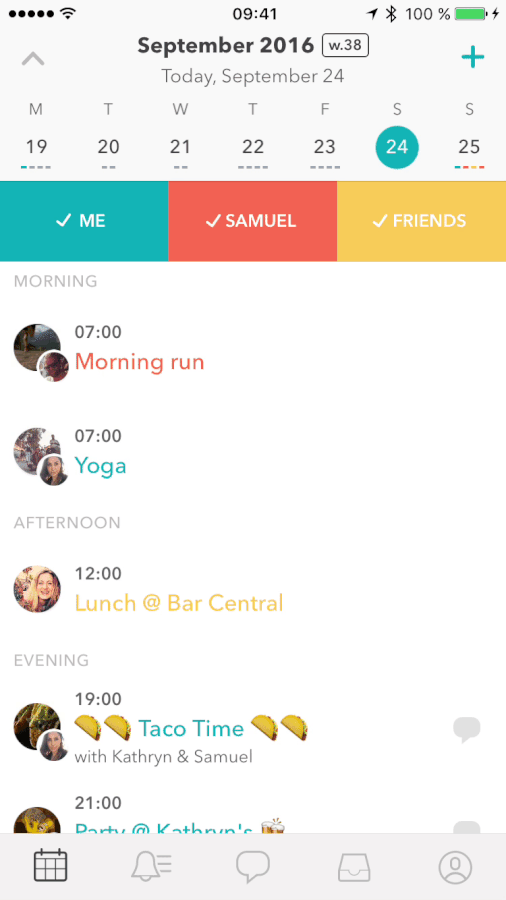 09:41
100 %
September 2016 w.38
Today, September 24
M T W T F S S
19 20 21 22 23 24 25
ME SAMUEL FRIENDS
MORNING
07:00
Morning run
07:00
Yoga
AFTERNOON
12:00
Lunch @ Bar Central
EVENING
19:00
Taco Time
with Kathryn & Samuel
21:00
Party @ Kathryn's